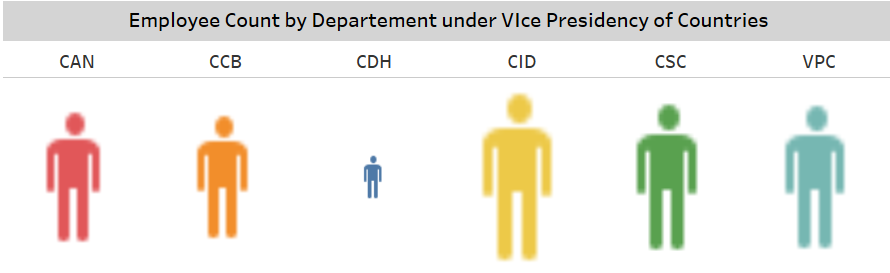 Employee Count by Departement under VIce Presidency of Countries
CAN CCB CDH CID CSC VPC